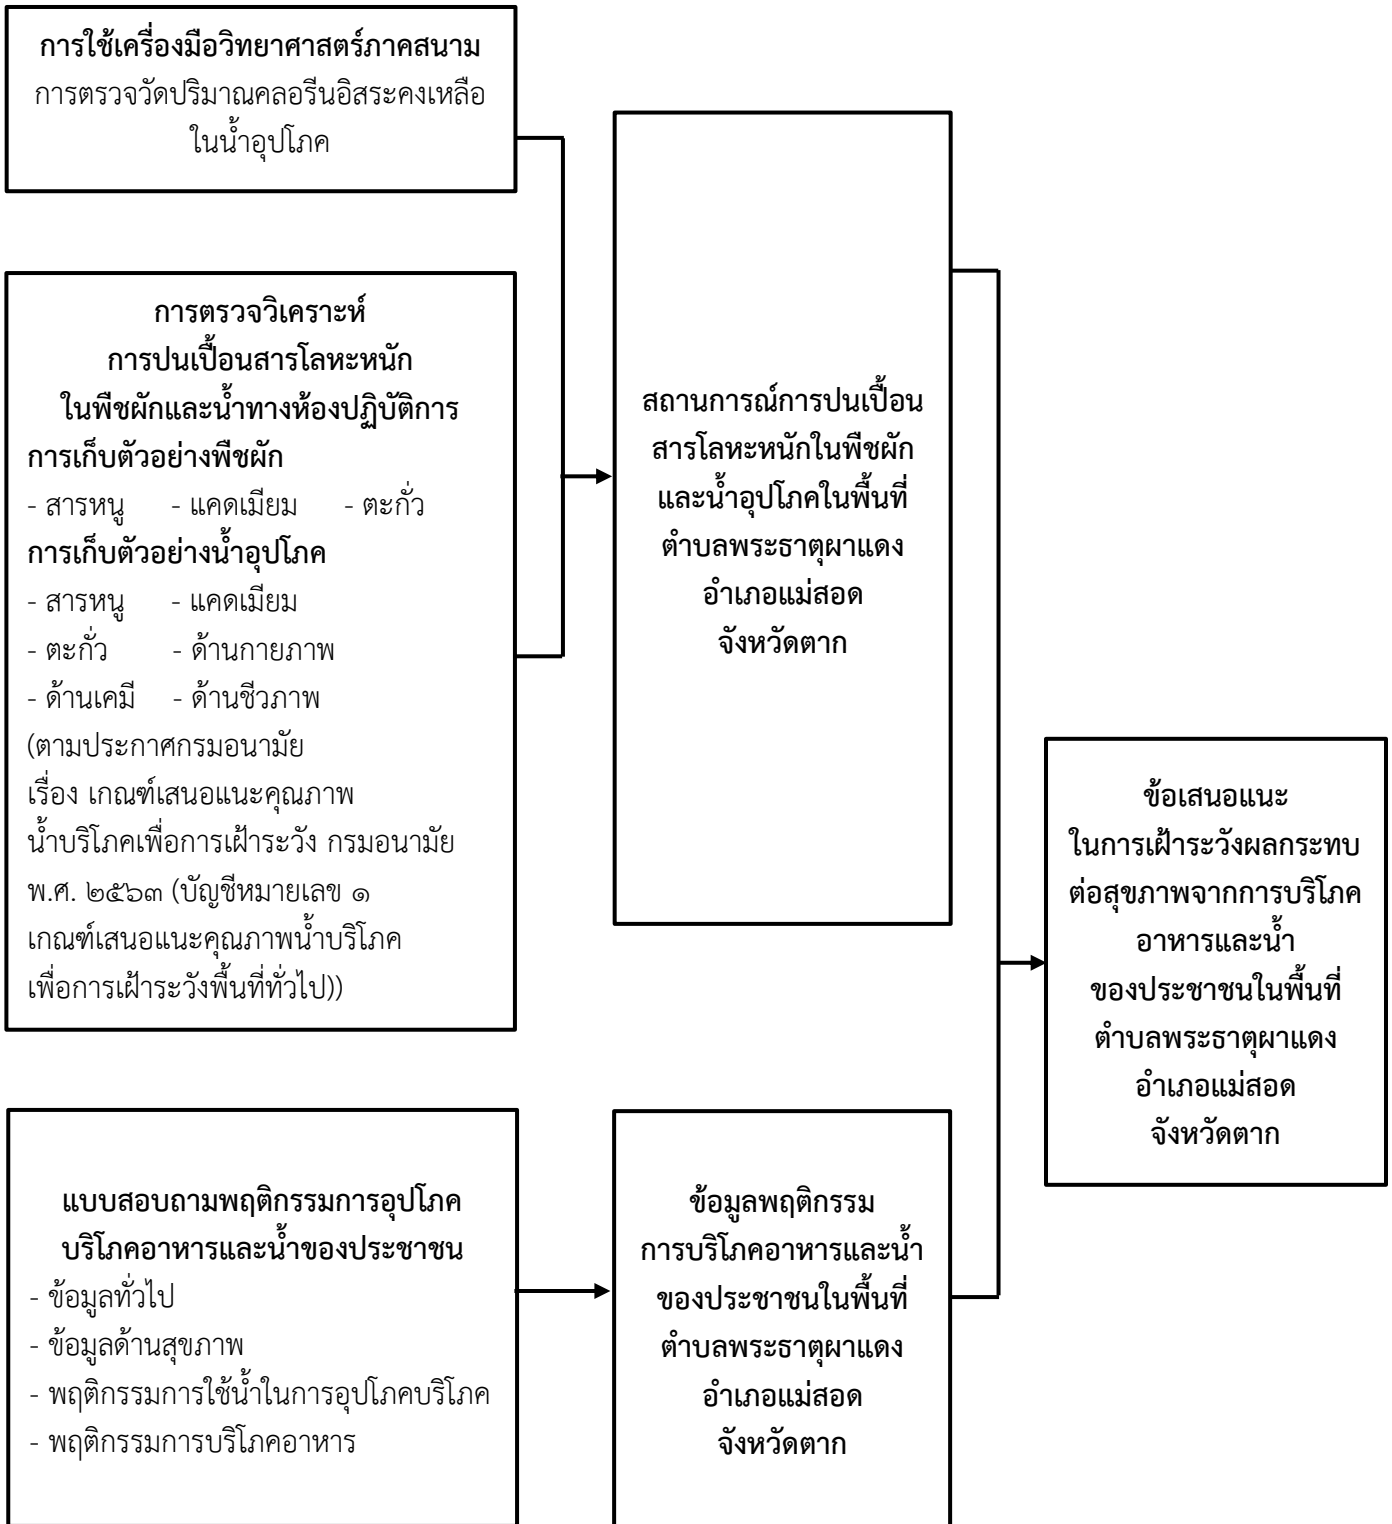 การใช้เครื่องมือวิทยาศาสตร์ภาคสนาม
การตรวจวัดปริมาณคลอรีนอิสระคงเหลือ
ในน้ำอุปโภค
การตรวจวิเคราะห์
การปนเปื้อนสารโลหะหนัก
ในพืชผักและน้ำทางห้องปฏิบัติการ
การเก็บตัวอย่างพืชผัก
- สารหนู - แคดเมียม - ตะกั่ว
การเก็บตัวอย่างน้ำอุปโภค
- สารหนู - แคดเมียม
- ตะกั่ว - ด้านกายภาพ
- ด้านเคมี - ด้านชีวภาพ
(ตามประกาศกรมอนามัย
เรื่อง เกณฑ์เสนอแนะคุณภาพ
น้ำบริโภคเพื่อการเฝ้าระวัง กรมอนามัย
พ.ศ. ๒๕๖๓ (บัญชีหมายเลข ๑
เกณฑ์เสนอแนะคุณภาพน้ำบริโภค
เพื่อการเฝ้าระวังพื้นที่ทั่วไป))
แบบสอบถามพฤติกรรมการอุปโภค
บริโภคอาหารและน้ำของประชาชน
- ข้อมูลทั่วไป
- ข้อมูลด้านสุขภาพ
- พฤติกรรมการใช้น้ำในการอุปโภคบริโภค
- พฤติกรรมการบริโภคอาหาร
สถานการณ์การปนเปื้อน
สารโลหะหนักในพืชผัก
และน้ำอุปโภคในพื้นที่
ตำบลพระธาตุผาแดง
อำเภอแม่สอด
จังหวัดตาก
ข้อมูลพฤติกรรม
การบริโภคอาหารและน้ำ
ของประชาชนในพื้นที่
ตำบลพระธาตุผาแดง
อำเภอแม่สอด
จังหวัดตาก
ข้อเสนอแนะ
ในการเฝ้าระวังผลกระทบ
ต่อสุขภาพจากการบริโภค
อาหารและน้ำ
ของประชาชนในพื้นที่
ตำบลพระธาตุผาแดง
อำเภอแม่สอด
จังหวัดตาก